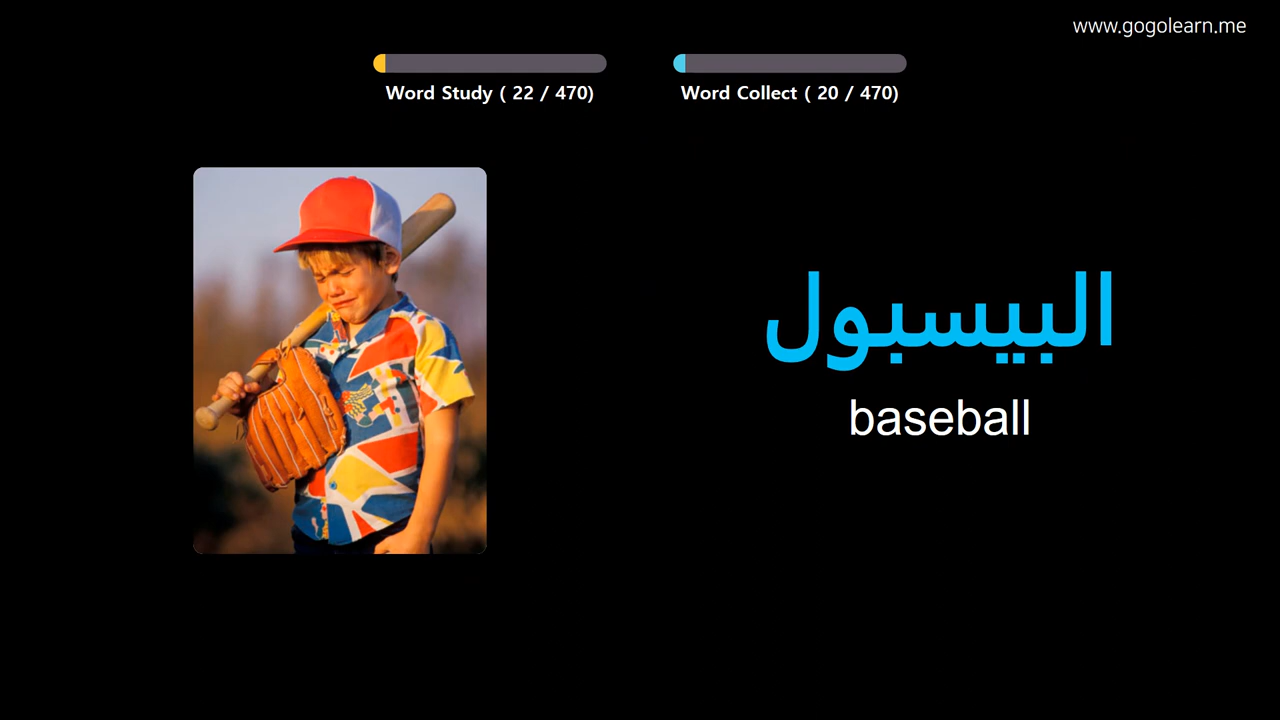 www.gogolearn.me
Word Study ( 22 / 470)
Word Collect ( 20 / 470)
البيسبول
baseball